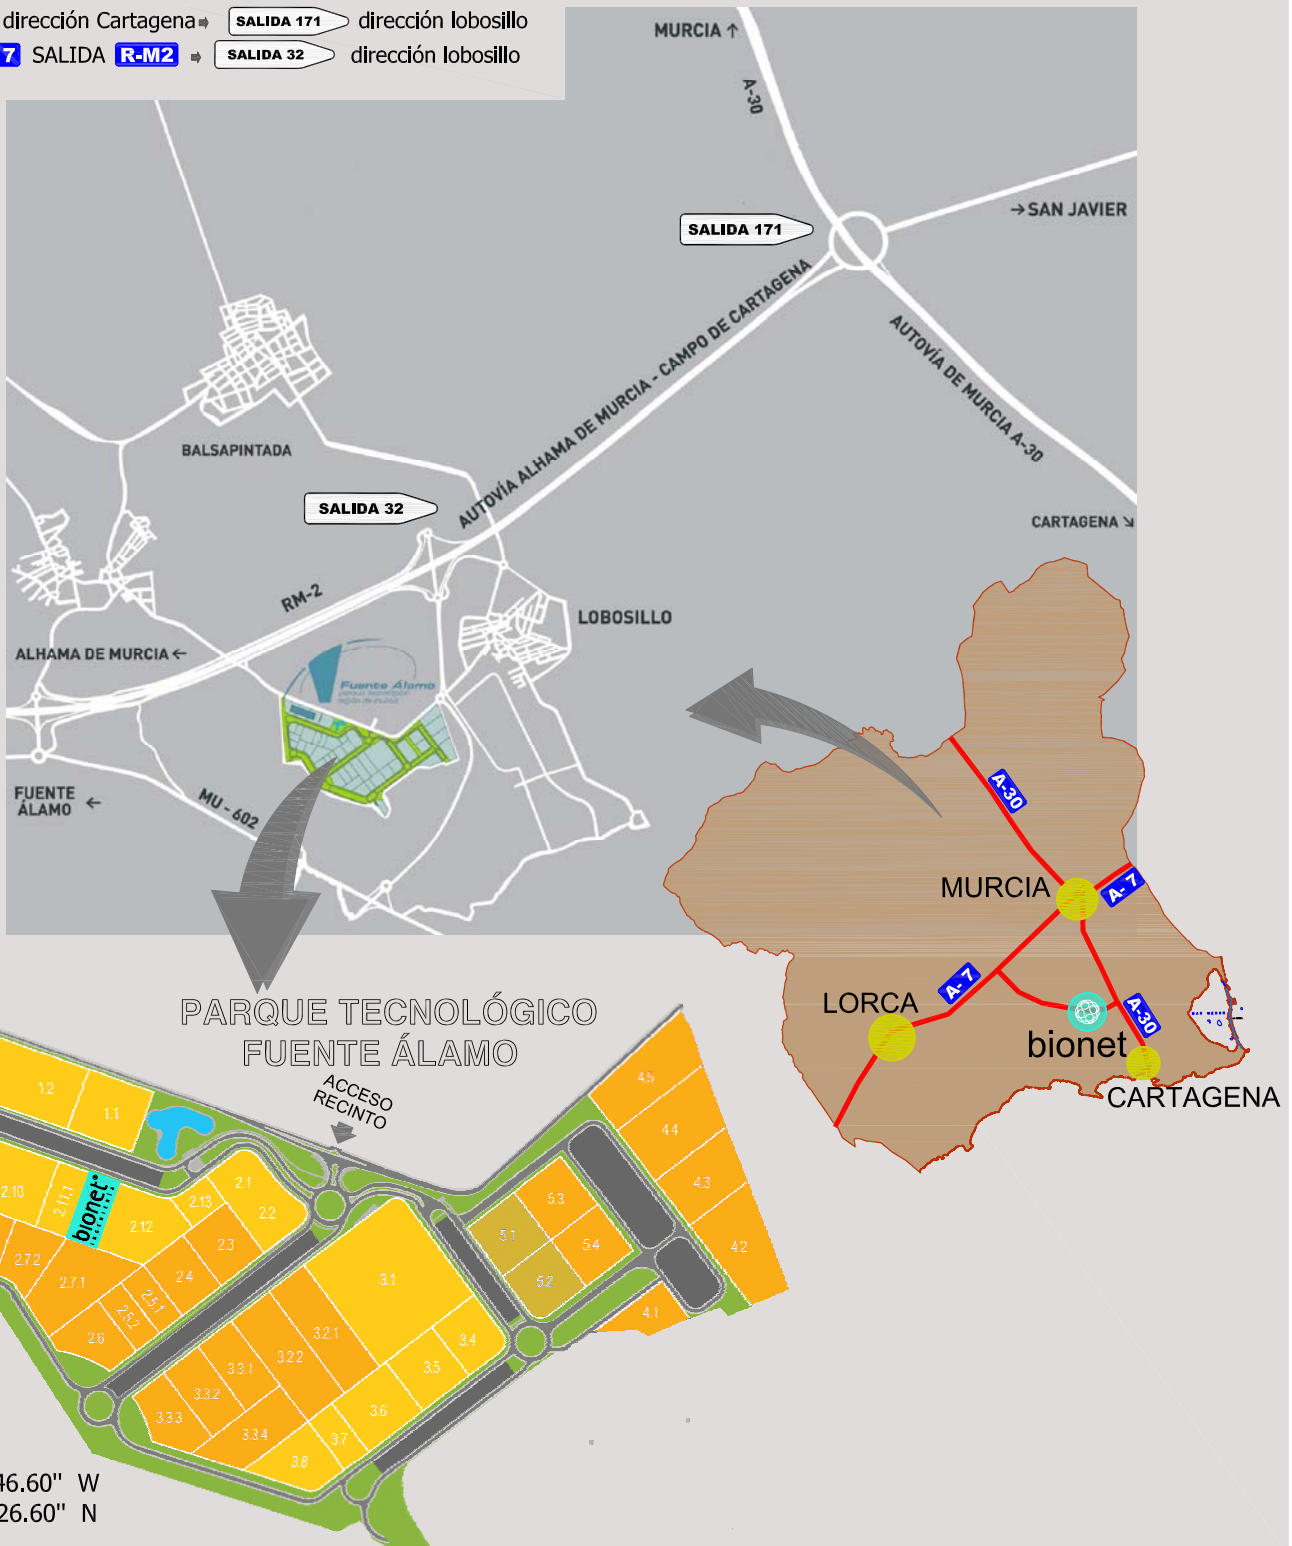 dirección Cartagena
SALIDA 171
dirección lobosillo
7
SALIDA
R-M2
SALIDA 32
dirección lobosillo
MURCIA ↑
A-30
→ SAN JAVIER
SALIDA 171
AUTOVÍA ALHAMA DE MURCIA - CAMPO DE CARTAGENA
AUTOVÍA DE MURCIA A-30
CARTAGENA ↘
BALSAPINTADA
SALIDA 32
RM-2
LOBOSILLO
ALHAMA DE MURCIA ←
Fuente Álamo
parque tecnológico
región de murcia
FUENTE
ÁLAMO ←
MU - 602
A-30
MURCIA
A-7
A-7
LORCA
A-30
bionet
CARTAGENA
PARQUE TECNOLÓGICO
FUENTE ÁLAMO
ACCESO
RECINTO
1.2
1.1
2.10
2.11.1
bionet
2.12
2.13
2.1
2.2
2.3
2.4
2.5.1
2.5.2
2.6
2.7.1
2.7.2
3.1
3.2.1
3.2.2
3.3.1
3.3.2
3.3.3
3.3.4
3.4
3.5
3.6
3.7
3.8
4.5
4.4
4.3
4.2
4.1
5.1
5.2
5.3
5.4
46.60" W
26.60" N